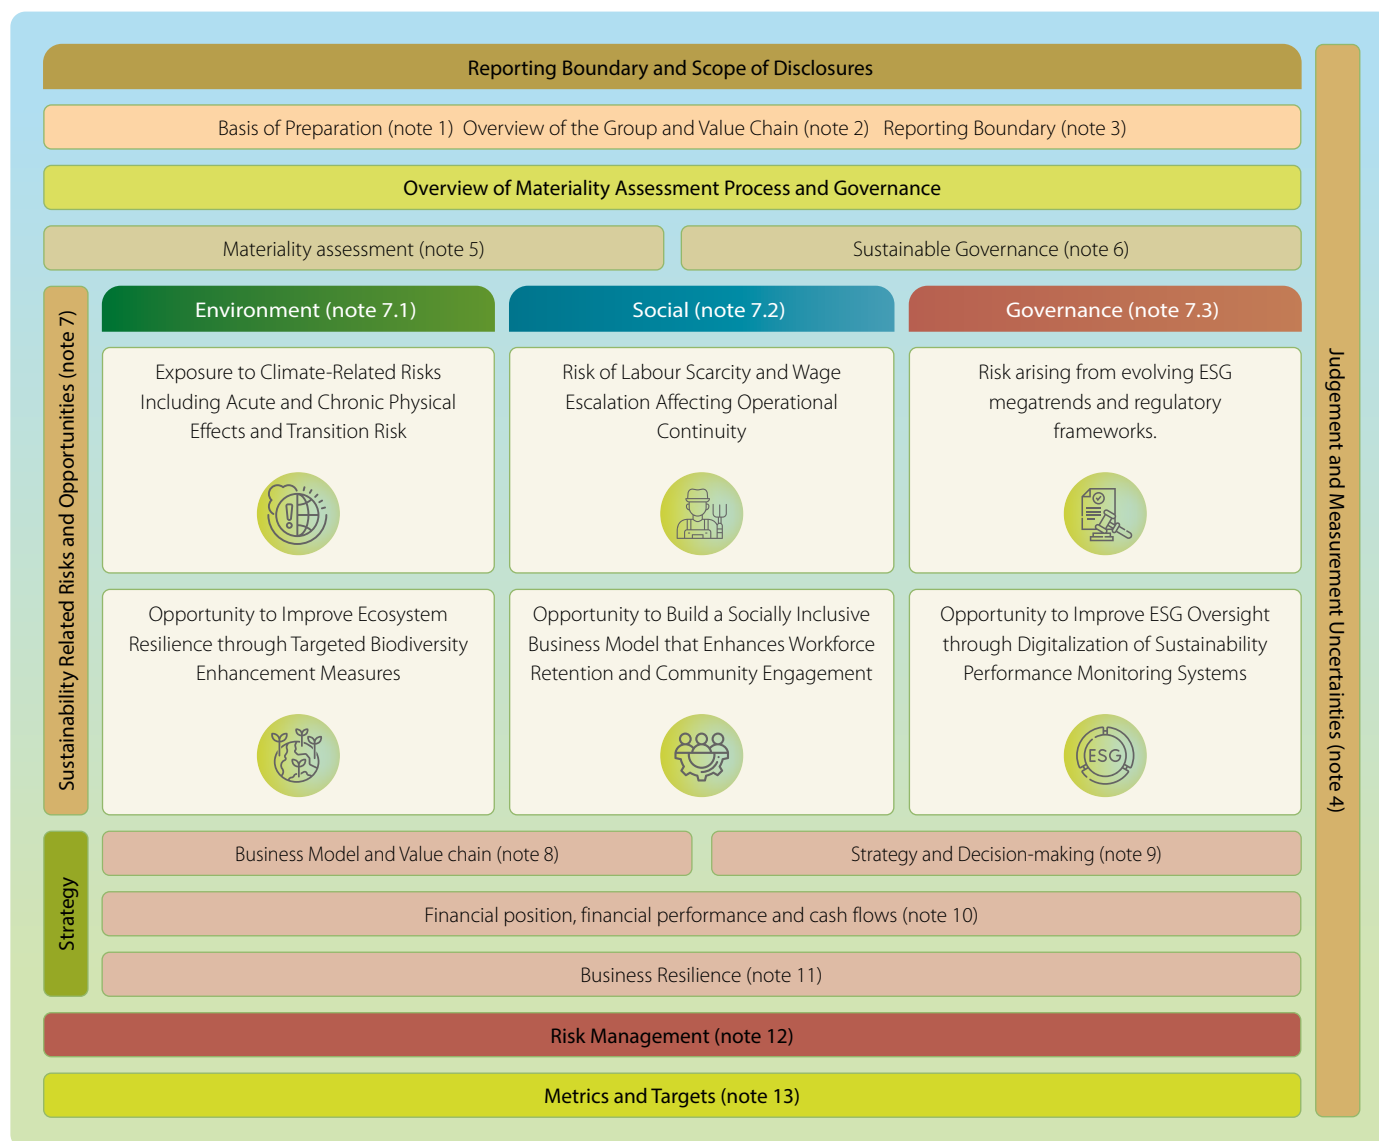 Reporting Boundary and Scope of Disclosures
Basis of Preparation (note 1) Overview of the Group and Value Chain (note 2) Reporting Boundary (note 3)
Overview of Materiality Assessment Process and Governance
Materiality assessment (note 5)
Sustainable Governance (note 6)
Sustainability Related Risks and Opportunities (note 7)
Environment (note 7.1)
Social (note 7.2)
Governance (note 7.3)
Exposure to Climate-Related Risks
Including Acute and Chronic Physical
Effects and Transition Risk
Risk of Labour Scarcity and Wage
Escalation Affecting Operational
Continuity
Risk arising from evolving ESG
megatrends and regulatory
frameworks.
Opportunity to Improve Ecosystem
Resilience through Targeted Biodiversity
Enhancement Measures
Opportunity to Build a Socially Inclusive
Business Model that Enhances Workforce
Retention and Community Engagement
Opportunity to Improve ESG Oversight
through Digitalization of Sustainability
Performance Monitoring Systems
ESG
Strategy
Business Model and Value chain (note 8)
Strategy and Decision-making (note 9)
Financial position, financial performance and cash flows (note 10)
Business Resilience (note 11)
Risk Management (note 12)
Metrics and Targets (note 13)
Judgement and Measurement Uncertainties (note 4)